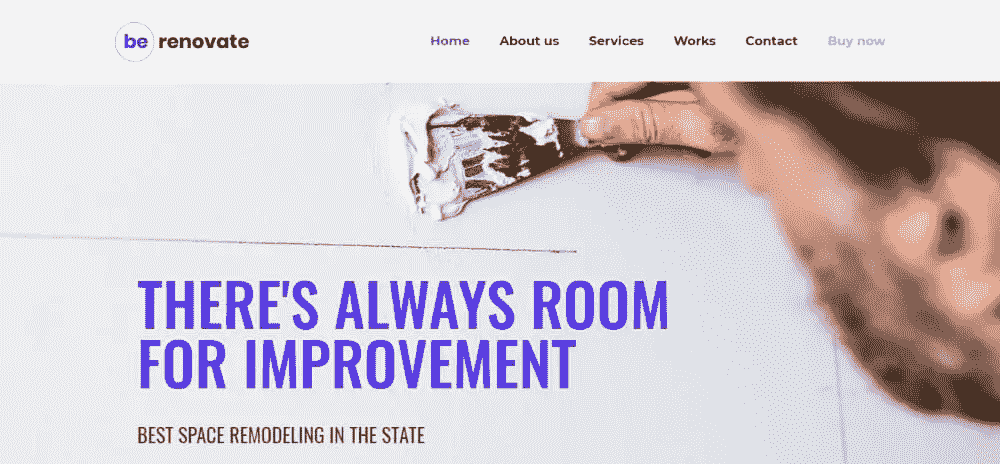 be renovate
Home About us Services Works Contact Buy now
THERE'S ALWAYS ROOM
FOR IMPROVEMENT
BEST SPACE REMODELING IN THE STATE